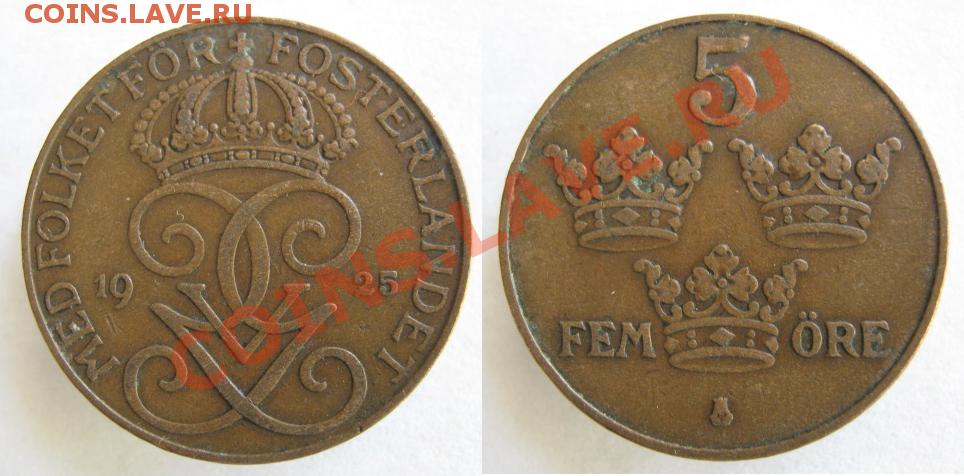 COINS.LAVE.RU
MED FOLKET FÖR FOSTERLANDET
19 25
5
FEM ÖRE
COINS.LAVE.RU